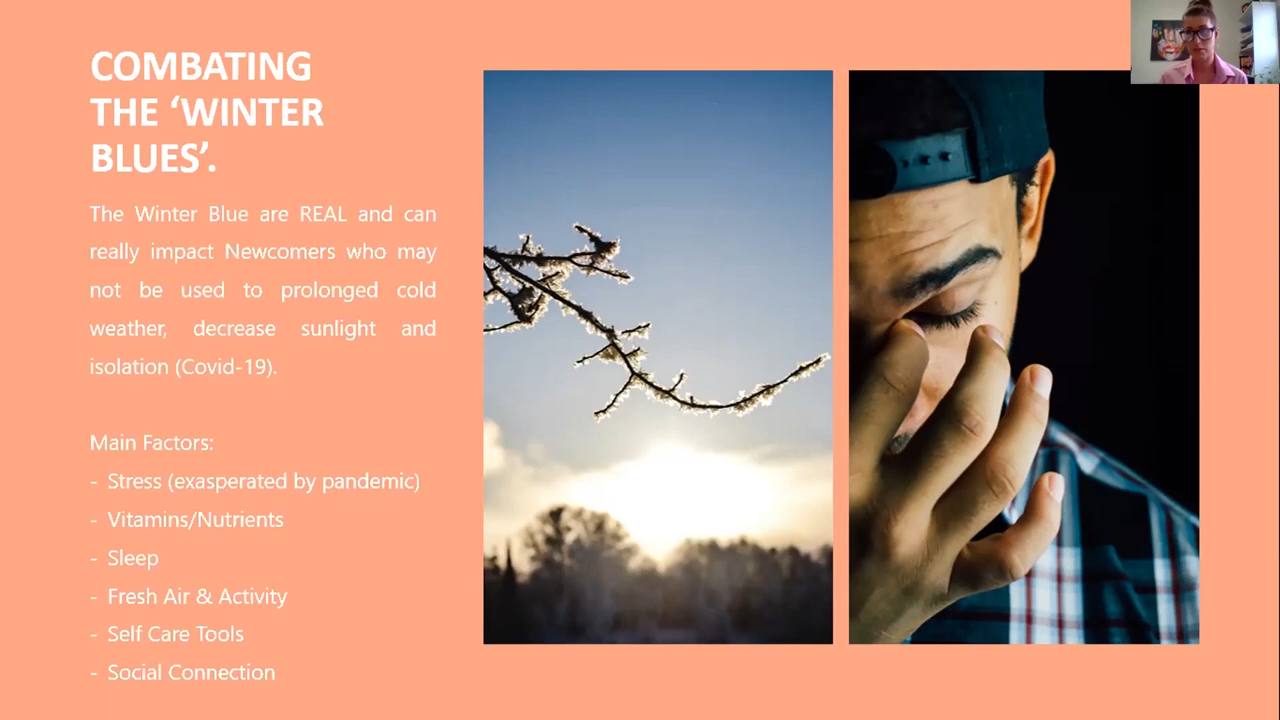 COMBATING
THE ‘WINTER
BLUES’.
The Winter Blue are REAL and can
really impact Newcomers who may
not be used to prolonged cold
weather, decrease sunlight and
isolation (Covid-19).
Main Factors:
- Stress (exasperated by pandemic)
- Vitamins/Nutrients
- Sleep
- Fresh Air & Activity
- Self Care Tools
- Social Connection